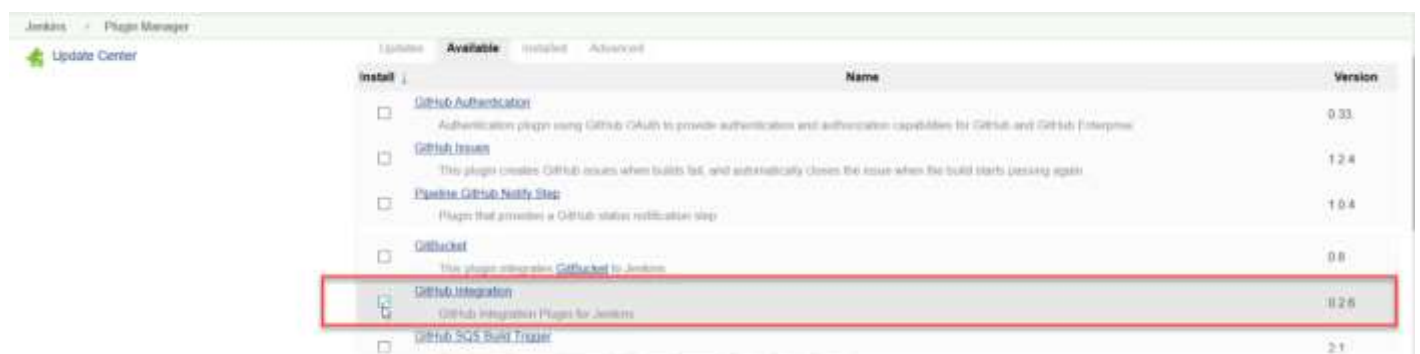 Jenkins Plugin Manager
Update Center
Updates Available Installed Advanced
Install ↓ Name Version
GitHub Authentication 0.33
Authentication plugin using GitHub OAuth to provide authentication and authorization capabilities for GitHub and GitHub Enterprise
GitHub Issues 1.2.4
This plugin creates GitHub issues when builds fail, and automatically closes the issue when the build starts passing again
Pipeline GitHub Notify Step 1.0.4
Plugin that provides a GitHub status notification step
GitBucket 0.8
This plugin integrates GitBucket to Jenkins
GitHub Integration 0.2.6
GitHub Integration Plugin for Jenkins
GitHub SQS Build Trigger 2.1